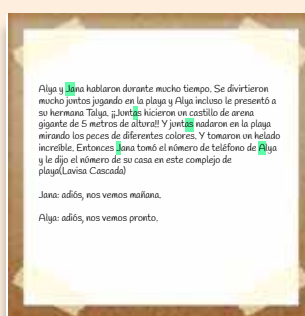 Alya y Jana hablaron durante mucho tiempo. Se divirtieron
mucho juntos jugando en la playa y Alya incluso le presentó a
su hermana Talya. ¡¡Juntas hicieron un castillo de arena
gigante de 5 metros de altura!! Y juntas nadaron en la playa
mirando los peces de diferentes colores. Y tomaron un helado
increíble. Entonces Jana tomó el número de teléfono de Alya
y le dijo el número de su casa en este complejo de
playa(Lavisa Cascada)
Jana: adiós, nos vemos mañana.
Alya: adiós, nos vemos pronto.